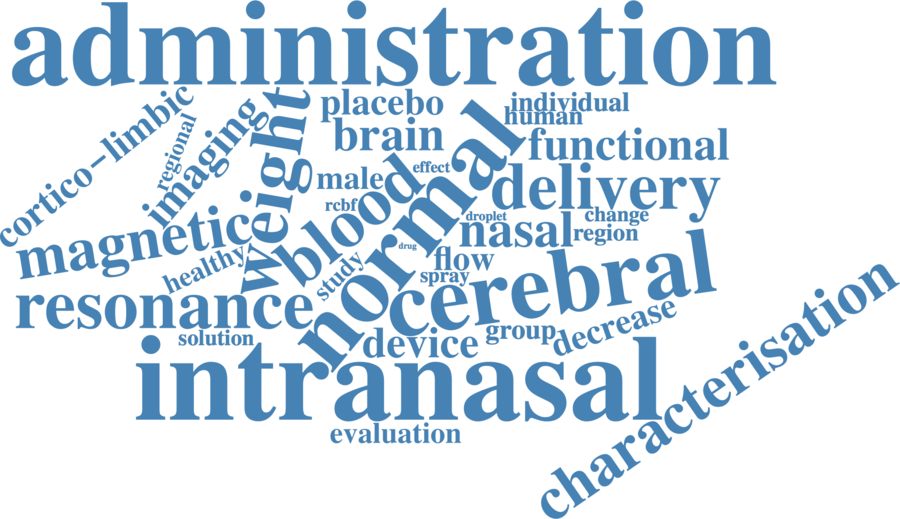 administration
cortico-limbic
regional
imaging
weight
placebo
brain
individual
human
functional
normal
male
effect
blood
rcbf
delivery
droplet
change
nasal
region
magnetic
healthy
study
drug
flow
spray
cerebral
resonance
solution
device
group
decrease
intranasal
evaluation
characterisation